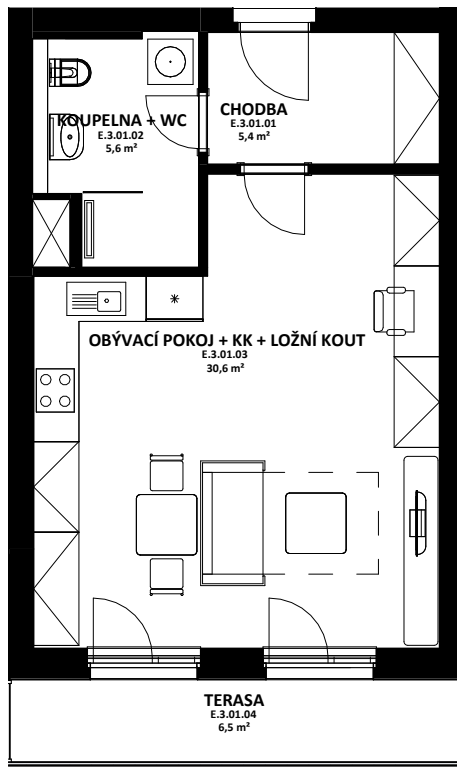 KOUPELNA + WC
E.3.01.02
5,6 m²
CHODBA
E.3.01.01
5,4 m²
OBÝVACÍ POKOJ + KK + LOŽNÍ KOUT
E.3.01.03
30,6 m²
TERASA
E.3.01.04
6,5 m²